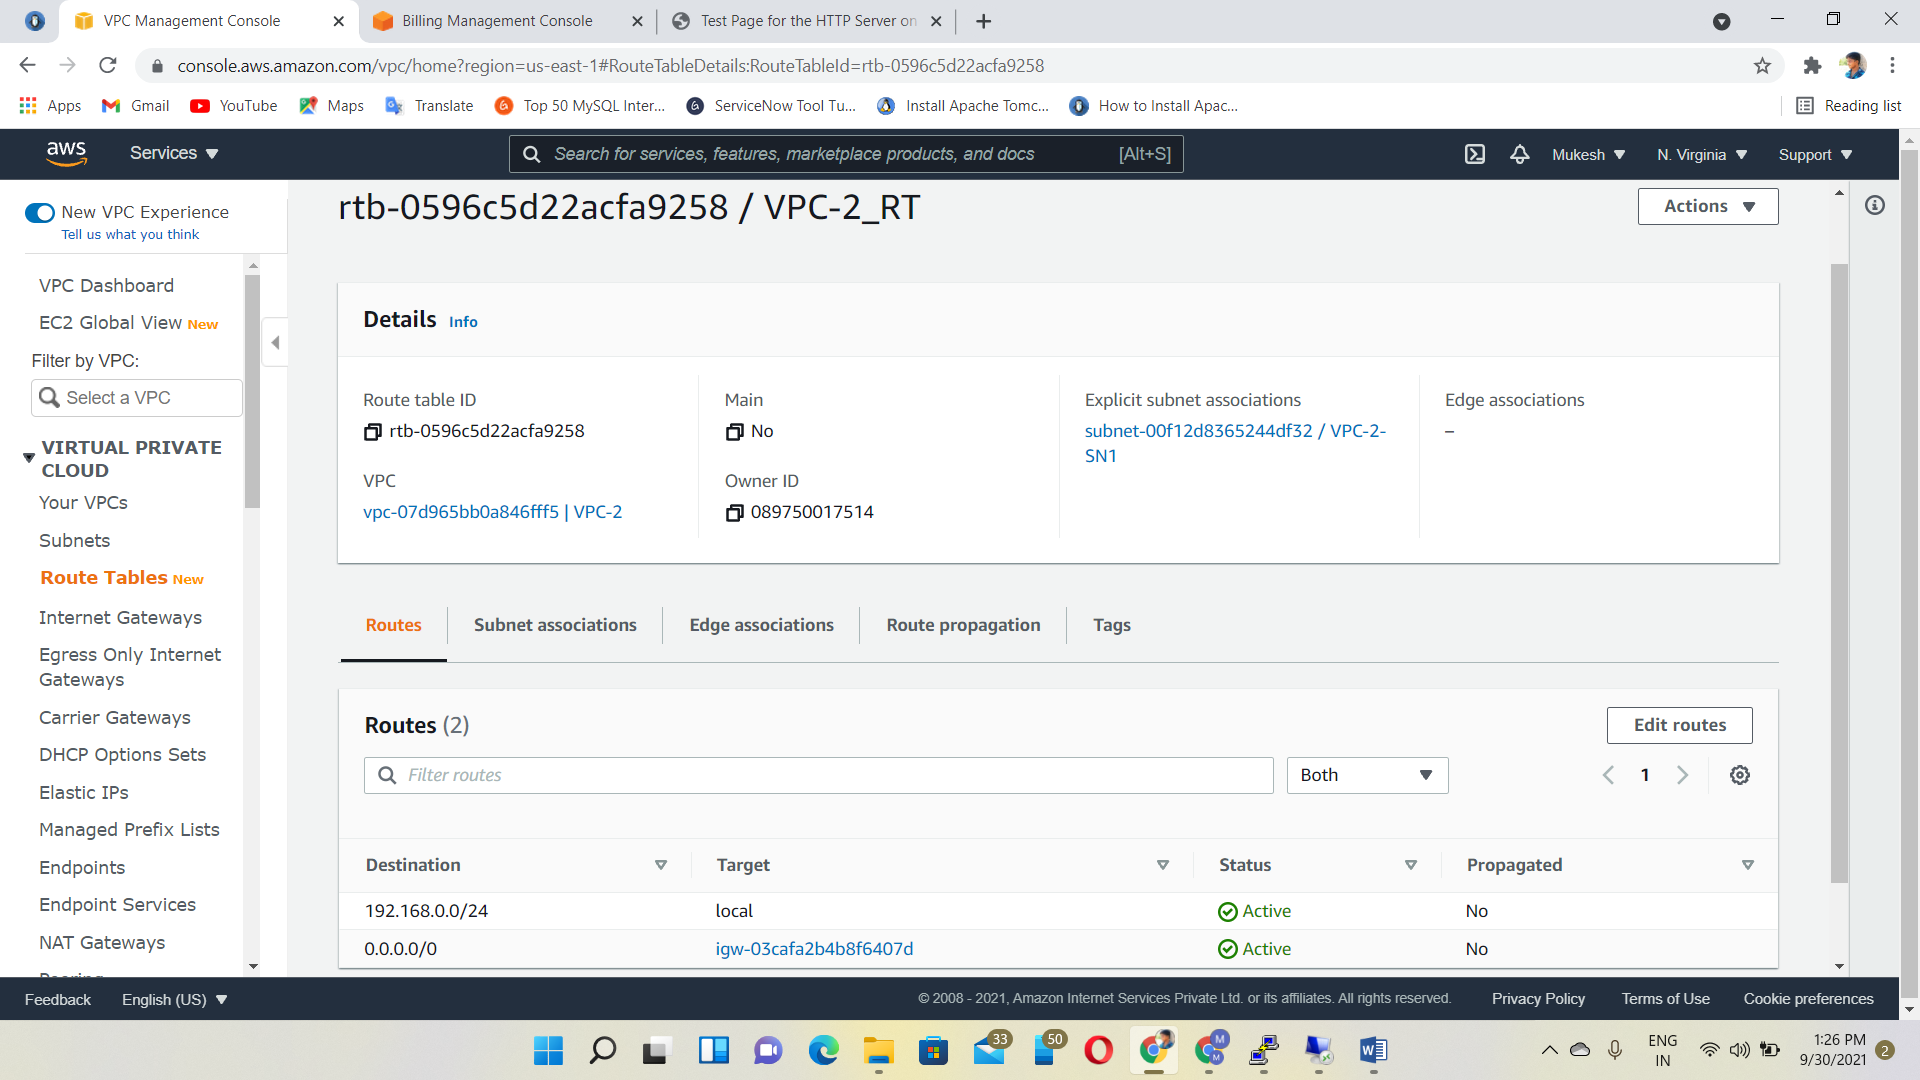 VPC Management Console
Billing Management Console
Test Page for the HTTP Server on
console.aws.amazon.com/vpc/home?region=us-east-1#RouteTableDetails:RouteTableId=rtb-0596c5d22acfa9258
Apps
Gmail
YouTube
Maps
Translate
Top 50 MySQL Inter...
ServiceNow Tool Tu...
Install Apache Tomc...
How to Install Apac...
Reading list
aws
Services
Search for services, features, marketplace products, and docs
[Alt+S]
Mukesh
N. Virginia
Support
New VPC Experience
Tell us what you think
VPC Dashboard
EC2 Global View New
Filter by VPC:
Select a VPC
VIRTUAL PRIVATE
CLOUD
Your VPCs
Subnets
Route Tables New
Internet Gateways
Egress Only Internet
Gateways
Carrier Gateways
DHCP Options Sets
Elastic IPs
Managed Prefix Lists
Endpoints
Endpoint Services
NAT Gateways
rtb-0596c5d22acfa9258 / VPC-2_RT
Actions
Details Info
Route table ID
rtb-0596c5d22acfa9258
VPC
vpc-07d965bb0a846fff5 | VPC-2
Main
No
Owner ID
089750017514
Explicit subnet associations
subnet-00f12d8365244df32 / VPC-2-
SN1
Edge associations
–
Routes
Subnet associations
Edge associations
Route propagation
Tags
Routes (2)
Edit routes
Filter routes
Both
1
Destination Target Status Propagated
192.168.0.0/24 local Active No
0.0.0.0/0 igw-03cafa2b4b8f6407d Active No
Feedback
English (US)
© 2008 - 2021, Amazon Internet Services Private Ltd. or its affiliates. All rights reserved.
Privacy Policy
Terms of Use
Cookie preferences
33
50
M
M
ENG
IN
1:26 PM
9/30/2021
2